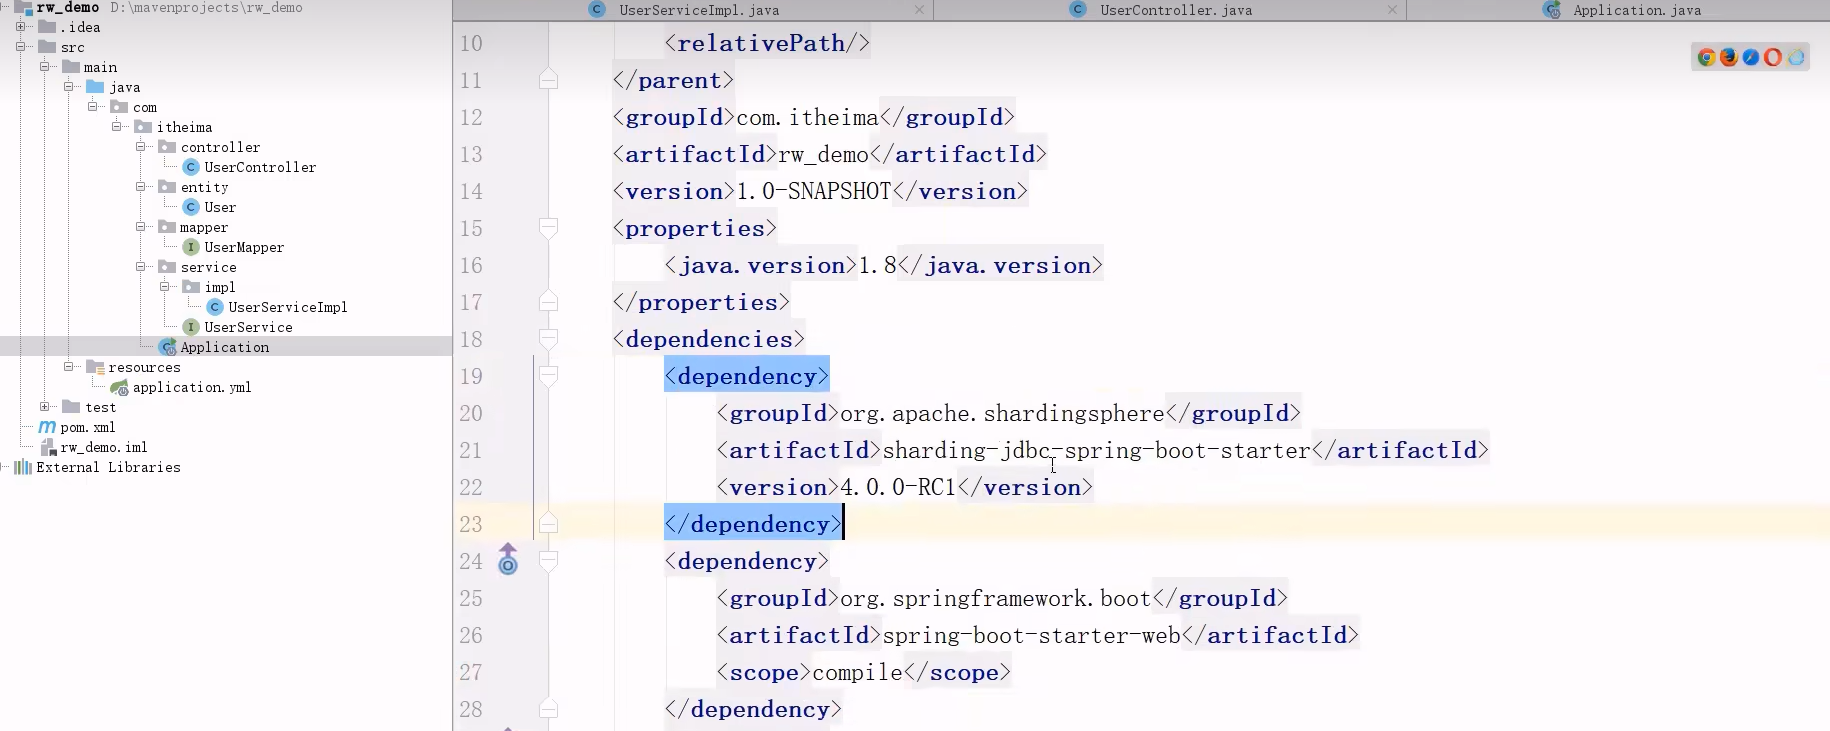 rw_demo D:\mavenprojects\rw_demo
.idea
src
main
java
com
itheima
controller
UserController
entity
User
mapper
UserMapper
service
impl
UserServiceImpl
UserService
Application
resources
application.yml
test
pom.xml
rw_demo.iml
External Libraries
UserServiceImpl.java
UserController.java
Application.java
10 <relativePath/>
11 </parent>
12 <groupId>com.itheima</groupId>
13 <artifactId>rw_demo</artifactId>
14 <version>1.0-SNAPSHOT</version>
15 <properties>
16 <java.version>1.8</java.version>
17 </properties>
18 <dependencies>
19 <dependency>
20 <groupId>org.apache.shardingsphere</groupId>
21 <artifactId>sharding-jdbc-spring-boot-starter</artifactId>
22 <version>4.0.0-RC1</version>
23 </dependency>
24 <dependency>
25 <groupId>org.springframework.boot</groupId>
26 <artifactId>spring-boot-starter-web</artifactId>
27 <scope>compile</scope>
28 </dependency>